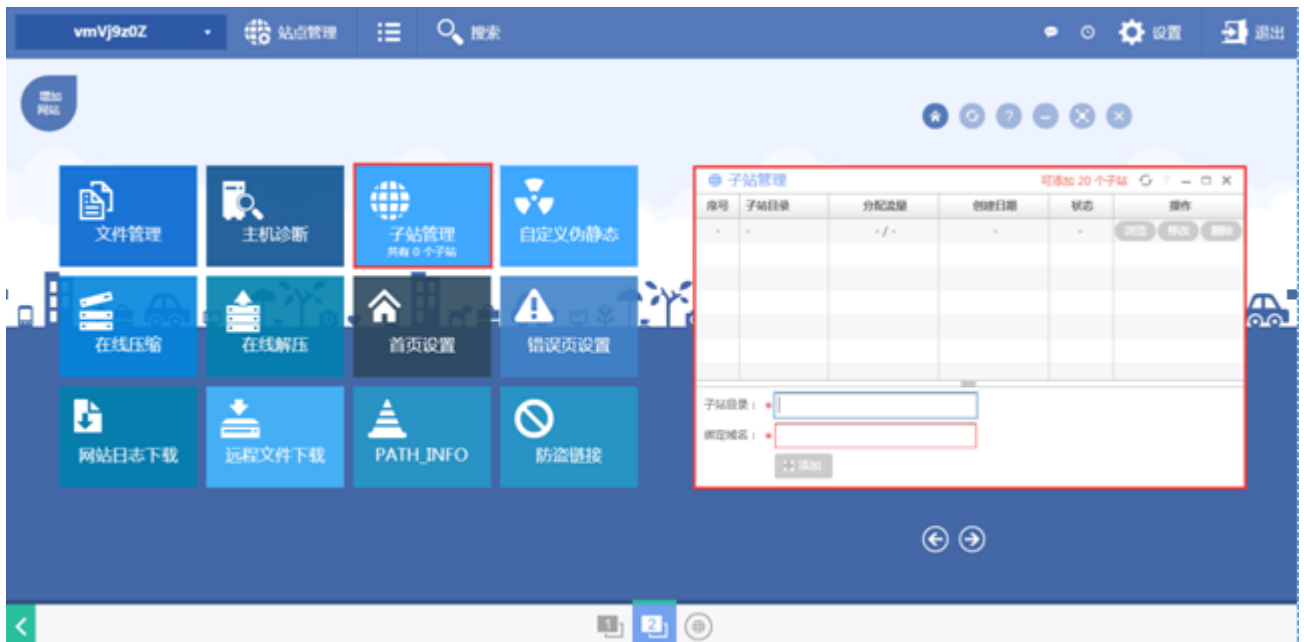 vmVj9z0Z
站点管理
搜索
设置
退出
增加
网站
文件管理
主机诊断
子站管理
共有 0 个子站
自定义伪静态
在线压缩
在线解压
首页设置
错误页设置
网站日志下载
远程文件下载
PATH_INFO
防盗链接
子站管理
可添加 20 个子站
序号 子站目录 分配流量 创建日期 状态 操作
- - - / - - - 浏览 修改 删除
子站目录： *
绑定域名： *
添加
1
2